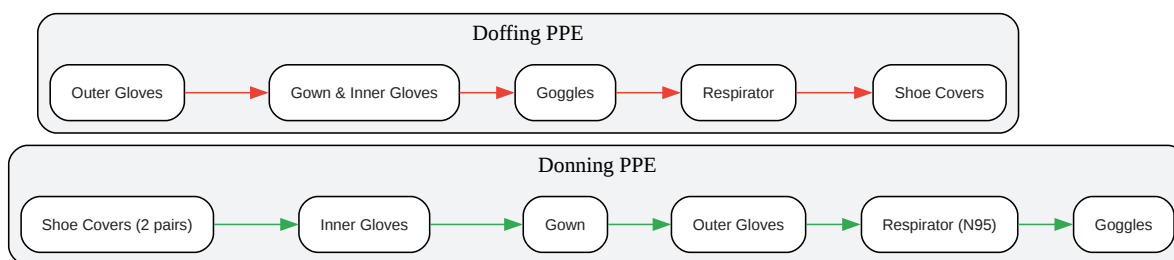 Doffing PPE
Outer Gloves
Gown & Inner Gloves
Goggles
Respirator
Shoe Covers
Donning PPE
Shoe Covers (2 pairs)
Inner Gloves
Gown
Outer Gloves
Respirator (N95)
Goggles